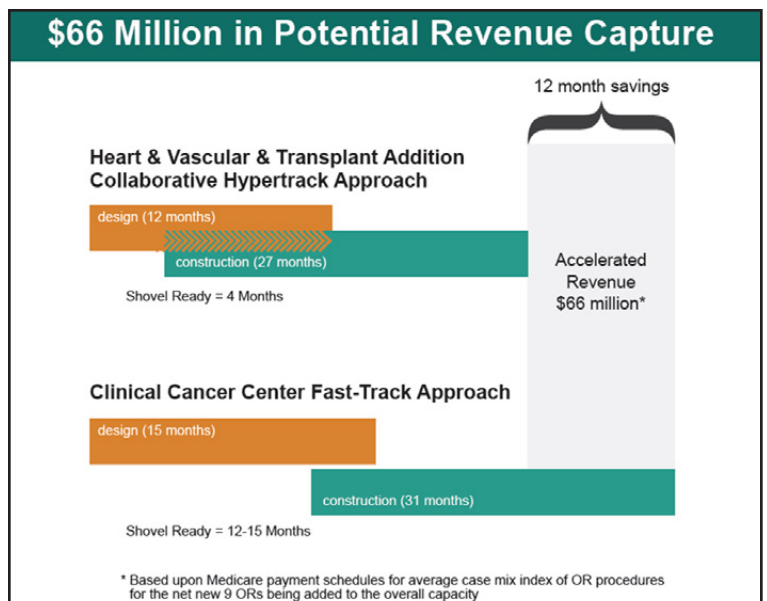 $66 Million in Potential Revenue Capture
12 month savings
Heart & Vascular & Transplant Addition
Collaborative Hypertrack Approach
design (12 months)
construction (27 months)
Shovel Ready = 4 Months
Accelerated
Revenue
$66 million*
Clinical Cancer Center Fast-Track Approach
design (15 months)
construction (31 months)
Shovel Ready = 12-15 Months
* Based upon Medicare payment schedules for average case mix index of OR procedures
for the net new 9 ORs being added to the overall capacity